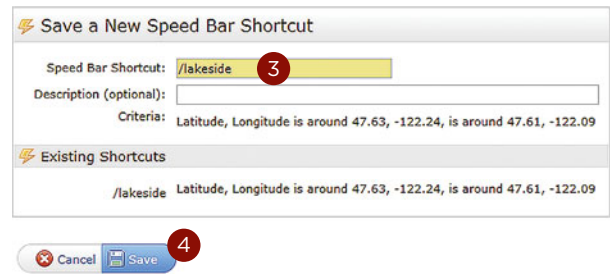 Save a New Speed Bar Shortcut
Speed Bar Shortcut: /lakeside 3
Description (optional):
Criteria: Latitude, Longitude is around 47.63, -122.24, is around 47.61, -122.09
Existing Shortcuts
/lakeside Latitude, Longitude is around 47.63, -122.24, is around 47.61, -122.09
Cancel Save 4